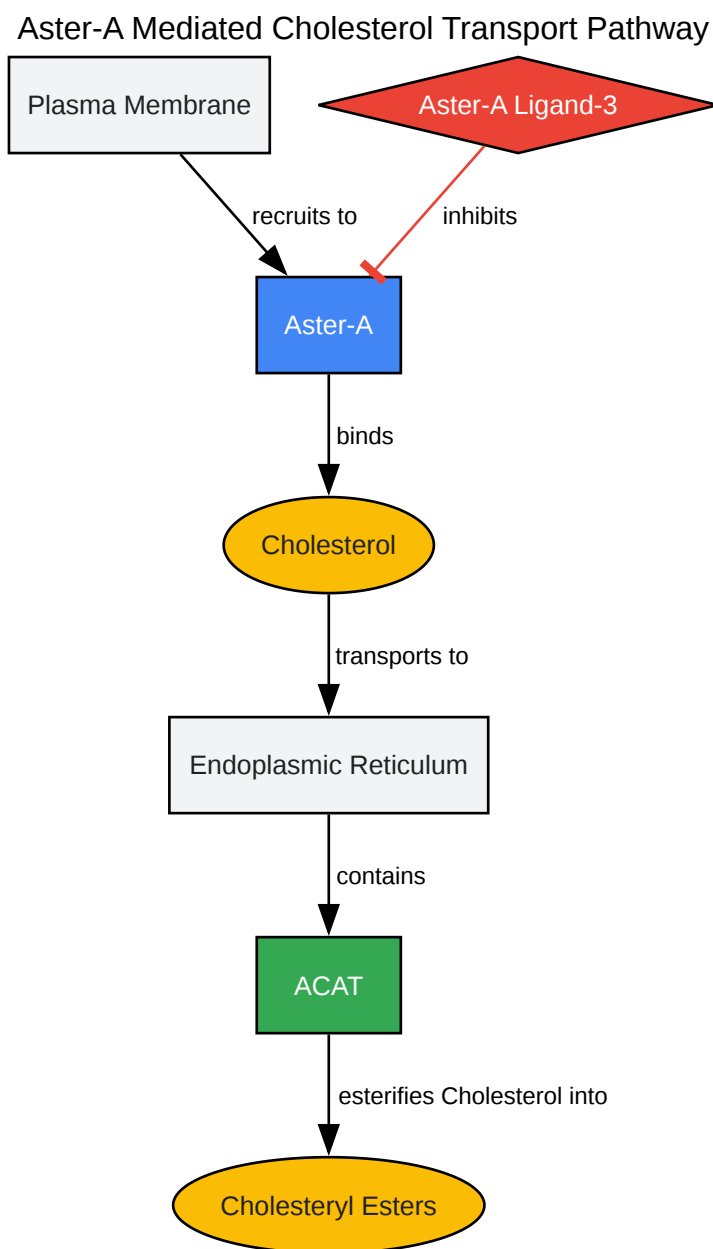 Aster-A Mediated Cholesterol Transport Pathway
Plasma Membrane
Aster-A Ligand-3
recruits to
inhibits
Aster-A
binds
Cholesterol
transports to
Endoplasmic Reticulum
contains
ACAT
esterifies Cholesterol into
Cholesteryl Esters